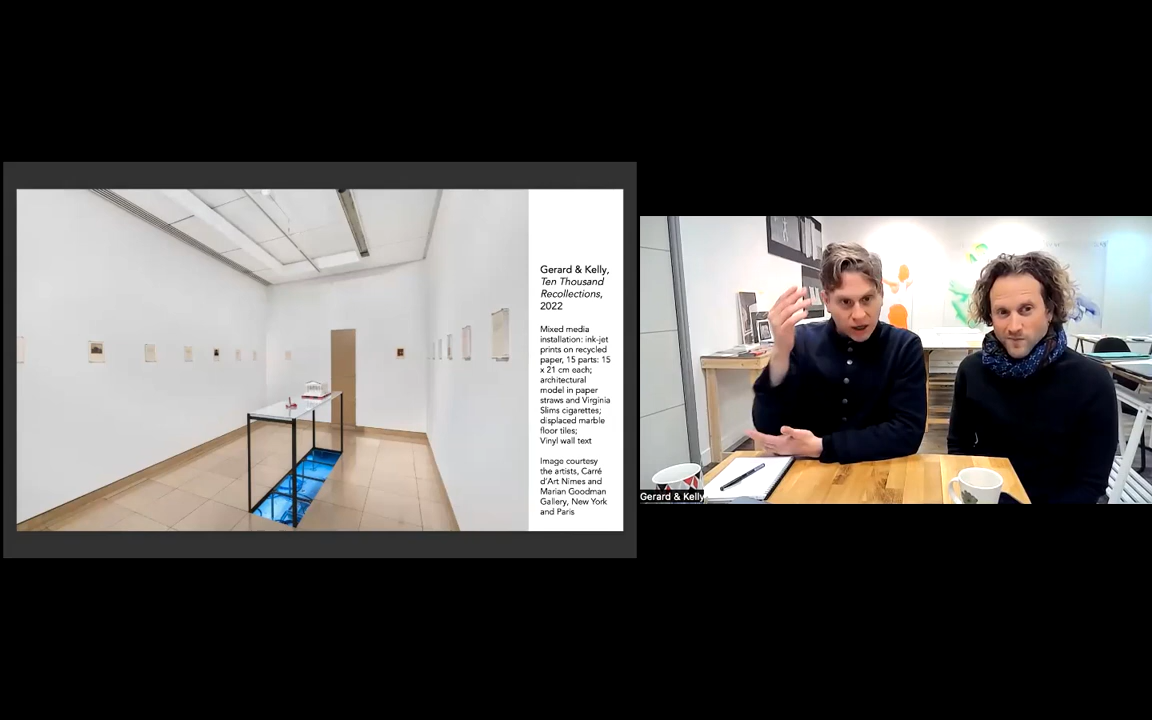 Gerard & Kelly,
Ten Thousand
Recollections,
2022
Mixed media
installation: ink-jet
prints on recycled
paper, 15 parts: 15
x 21 cm each;
architectural
model in paper
straws and Virginia
Slims cigarettes;
displaced marble
floor tiles;
Vinyl wall text
Image courtesy
the artists, Carré
d'Art Nimes and
Marian Goodman
Gallery, New York
and Paris
Gerard & Kelly